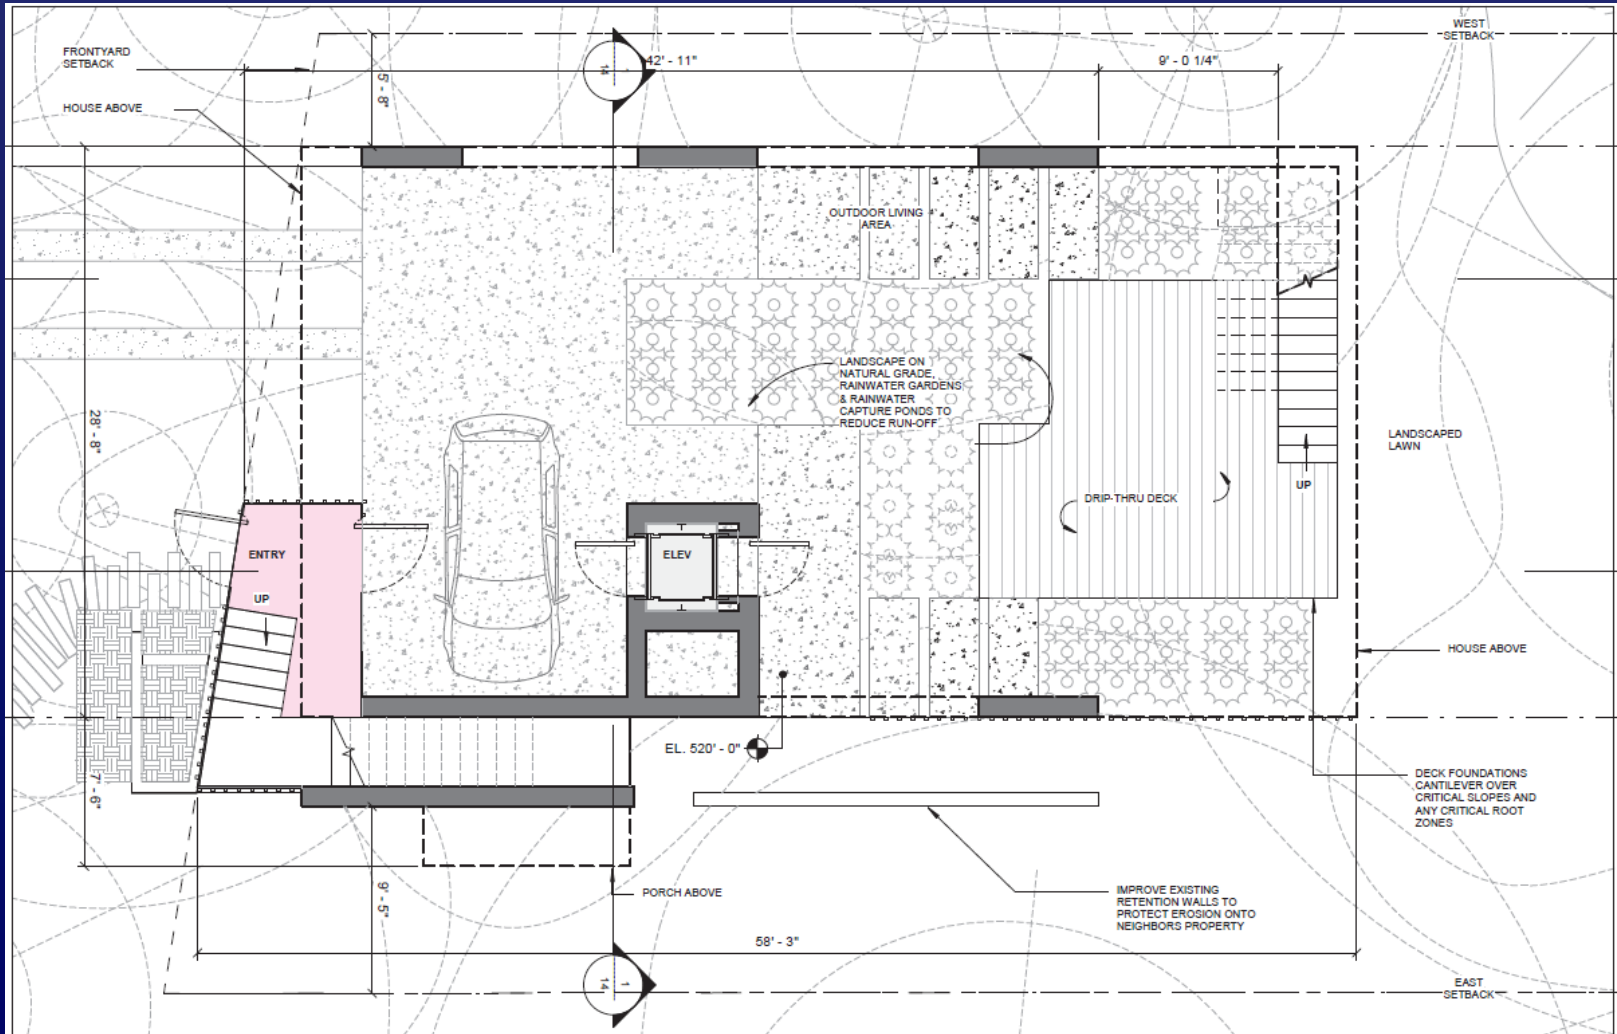 WEST
SETBACK
FRONTYARD
SETBACK
42' - 11"
9' - 0 1/4"
5' - 8"
1
14
HOUSE ABOVE
OUTDOOR LIVING
AREA
LANDSCAPE ON
NATURAL GRADE,
RAINWATER GARDENS
& RAINWATER
CAPTURE PONDS TO
REDUCE RUN-OFF
28' - 8"
LANDSCAPED
LAWN
UP
DRIP-THRU DECK
ENTRY
ELEV
UP
HOUSE ABOVE
EL. 520' - 0"
7' - 6"
DECK FOUNDATIONS
CANTILEVER OVER
CRITICAL SLOPES AND
ANY CRITICAL ROOT
ZONES
PORCH ABOVE
9' - 5"
IMPROVE EXISTING
RETENTION WALLS TO
PROTECT EROSION ONTO
NEIGHBORS PROPERTY
58' - 3"
1
14
EAST
SETBACK